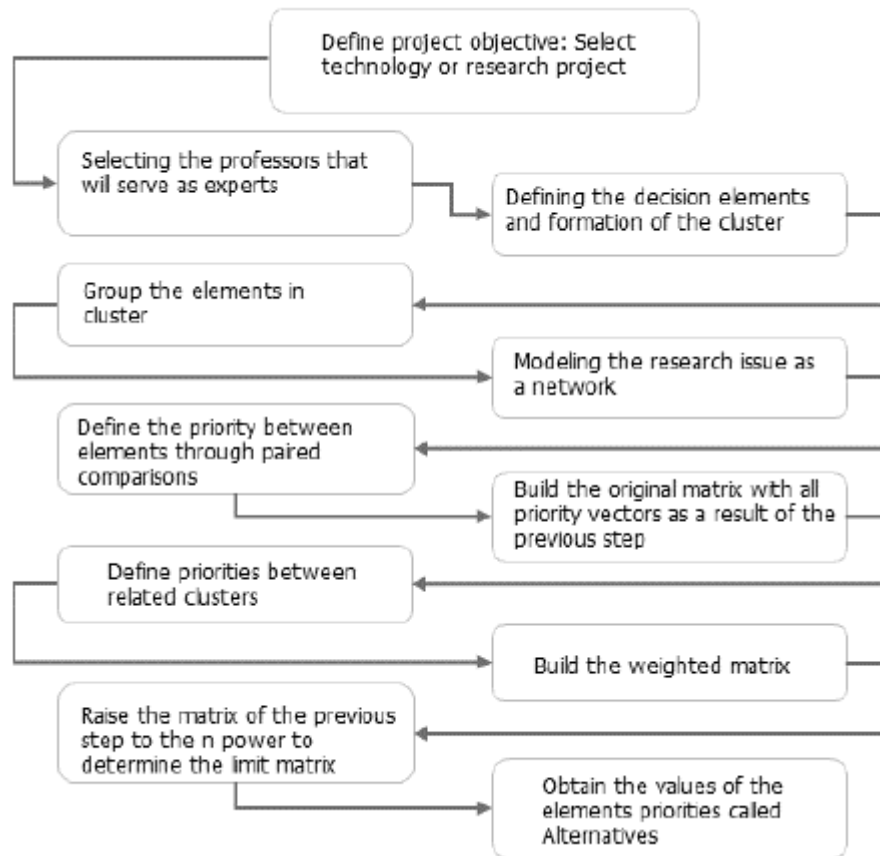 Define project objective: Select
technology or research project
Selecting the professors that
will serve as experts
Defining the decision elements
and formation of the cluster
Group the elements in
cluster
Modeling the research issue as
a network
Define the priority between
elements through paired
comparisons
Build the original matrix with all
priority vectors as a result of the
previous step
Define priorities between
related clusters
Build the weighted matrix
Raise the matrix of the previous
step to the n power to
determine the limit matrix
Obtain the values of the
elements priorities called
Alternatives